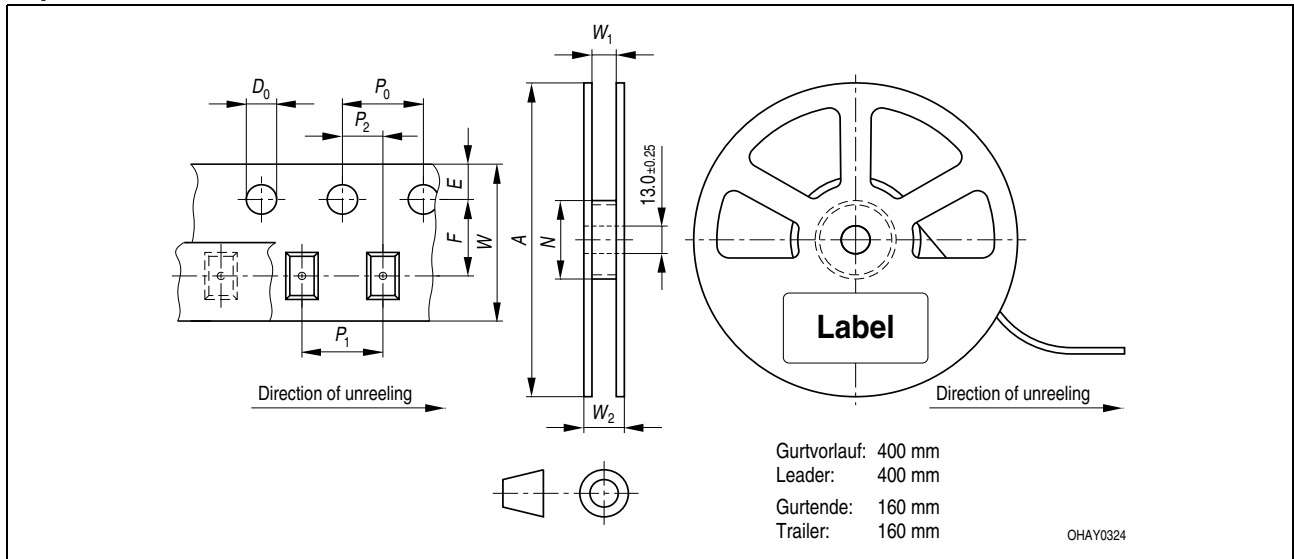 W1
D0
P0
P2
E
F
W
A
N
13.0±0.25
P1
Label
Direction of unreeling
W2
Direction of unreeling
Gurtvorlauf: 400 mm
Leader: 400 mm
Gurtende: 160 mm
Trailer: 160 mm
OHAY0324